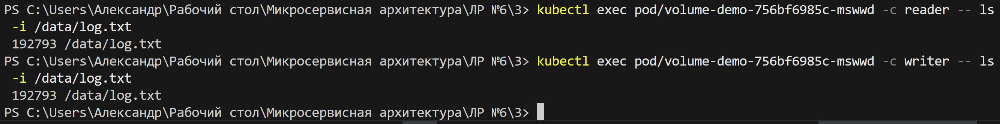 PS C:\Users\Александр\Рабочий стол\Микросервисная архитектура\ЛР №6\3> kubectl exec pod/volume-demo-756bf6985c-mswwd -c reader -- ls
 -i /data/log.txt
 192793 /data/log.txt
PS C:\Users\Александр\Рабочий стол\Микросервисная архитектура\ЛР №6\3> kubectl exec pod/volume-demo-756bf6985c-mswwd -c writer -- ls
 -i /data/log.txt
 192793 /data/log.txt
PS C:\Users\Александр\Рабочий стол\Микросервисная архитектура\ЛР №6\3>